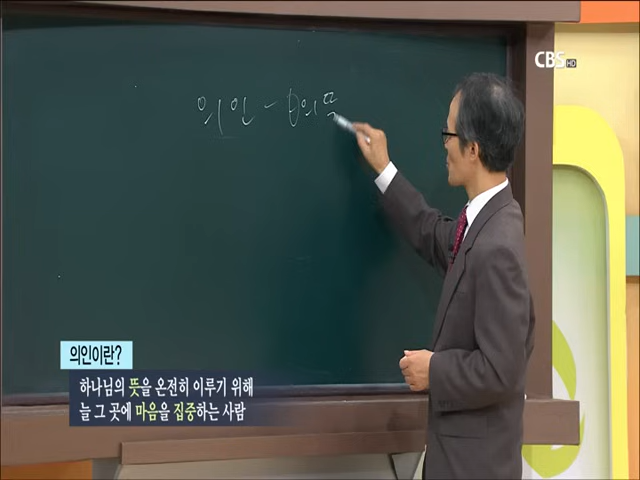 CBS HD
의인 - 의 뜻
의인이란?
하나님의 뜻을 온전히 이루기 위해
늘 그 곳에 마음을 집중하는 사람